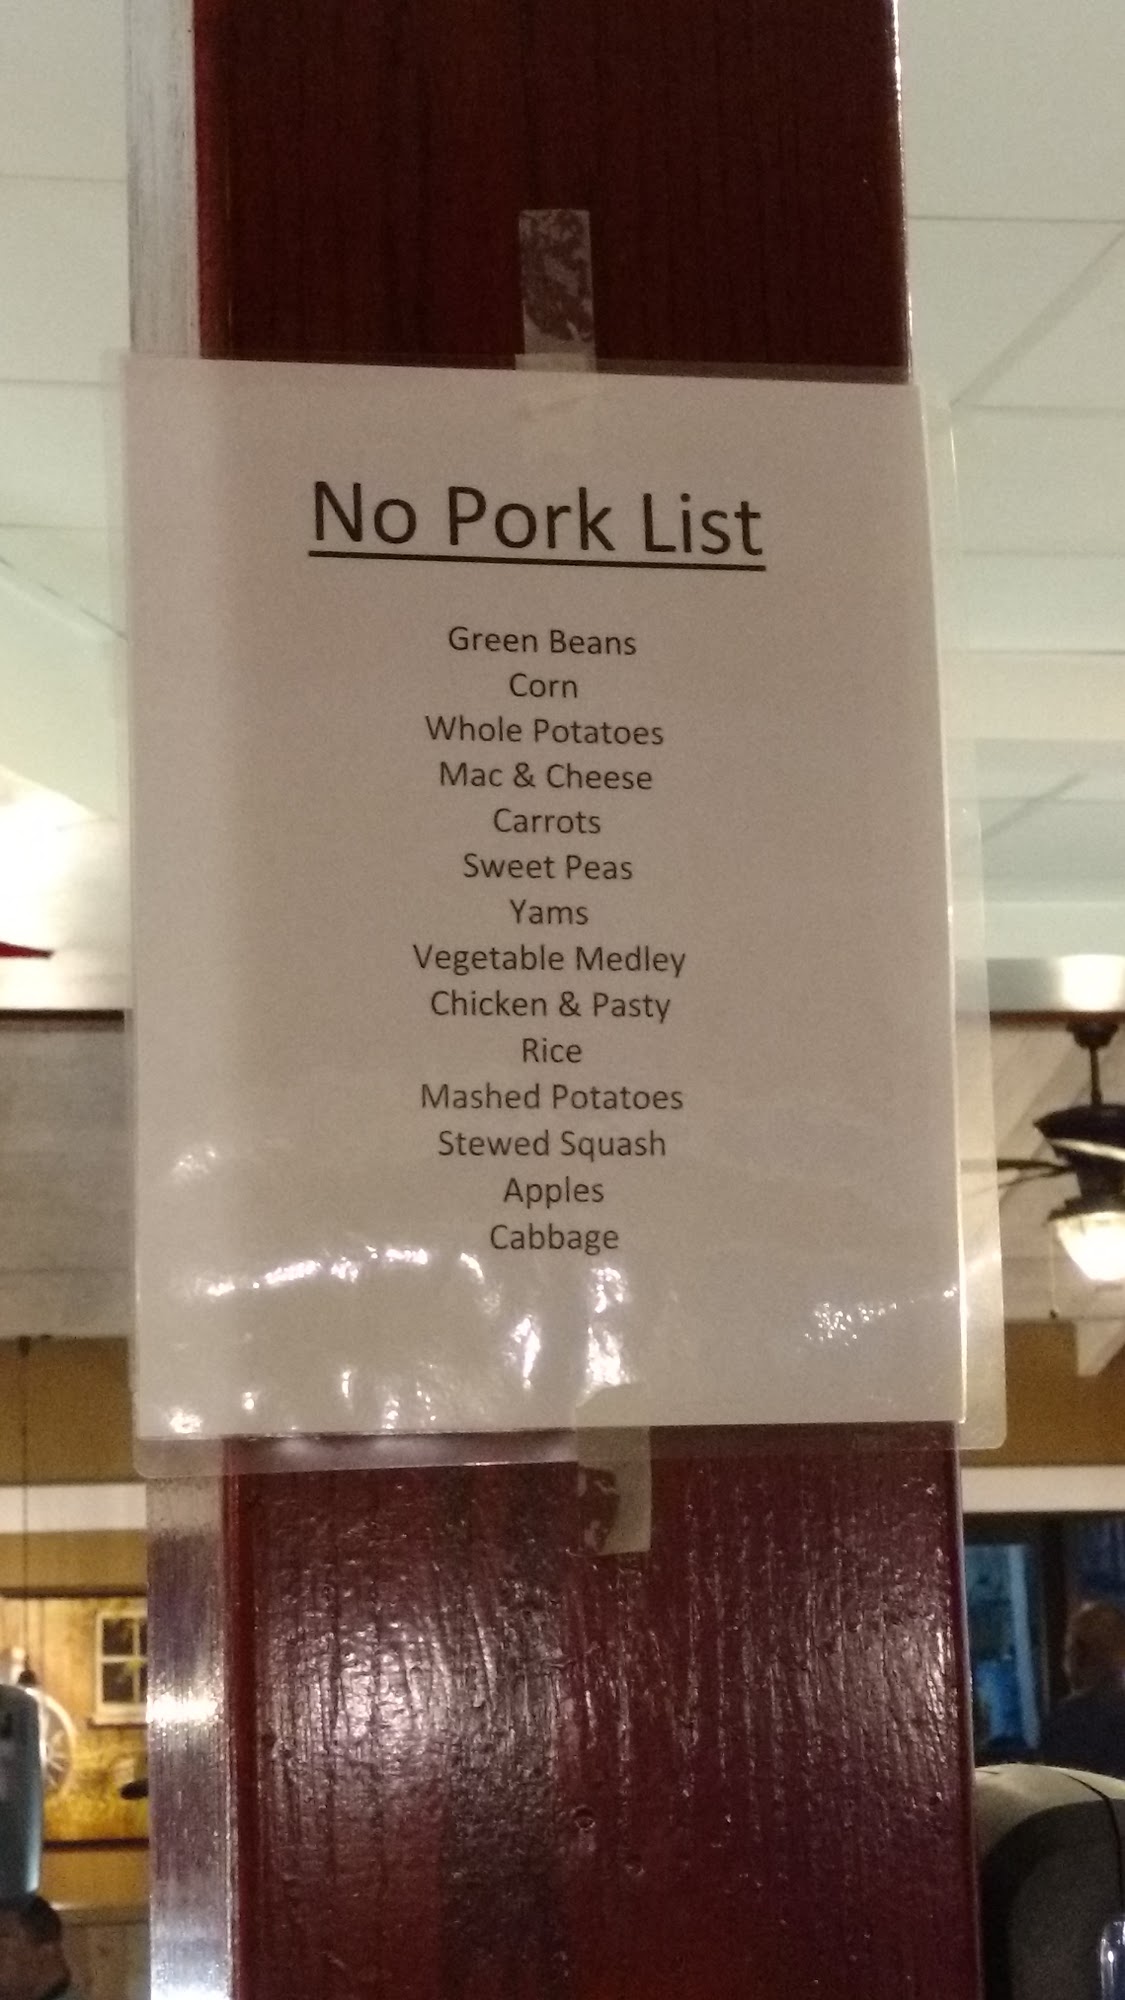 No Pork List
Green Beans
Corn
Whole Potatoes
Mac & Cheese
Carrots
Sweet Peas
Yams
Vegetable Medley
Chicken & Pasty
Rice
Mashed Potatoes
Stewed Squash
Apples
Cabbage